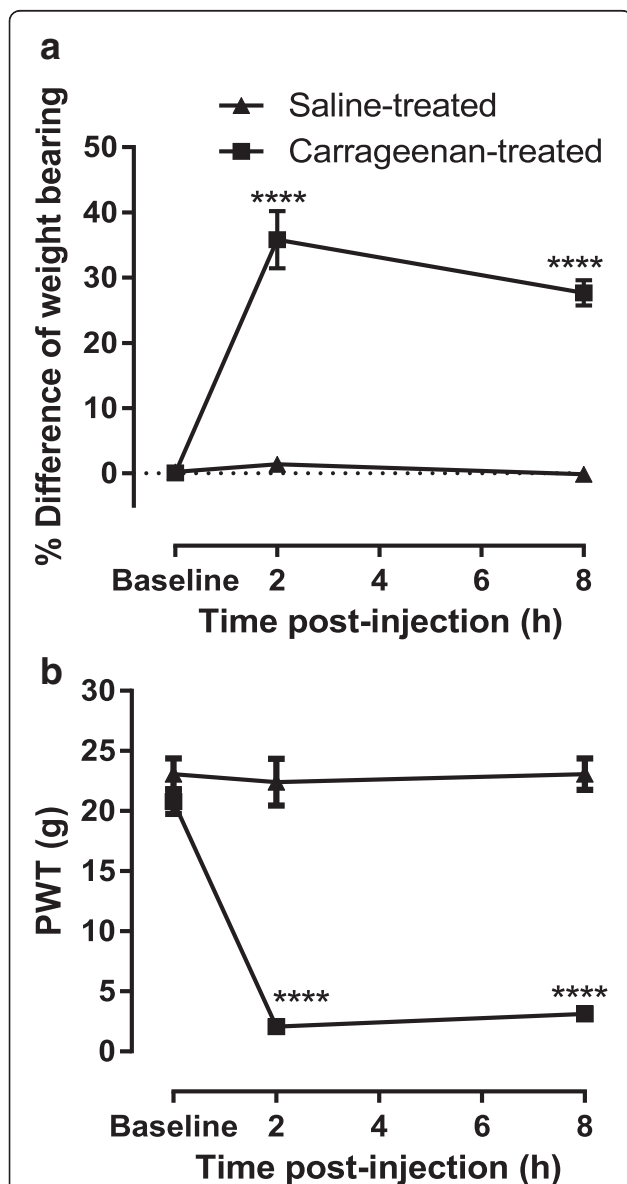 a
Saline-treated
Carrageenan-treated
% Difference of weight bearing
50
40
30
20
10
0
****
****
Baseline 2 4 6 8
Time post-injection (h)
b
PWT (g)
30
25
20
15
10
5
0
****
****
Baseline 2 4 6 8
Time post-injection (h)